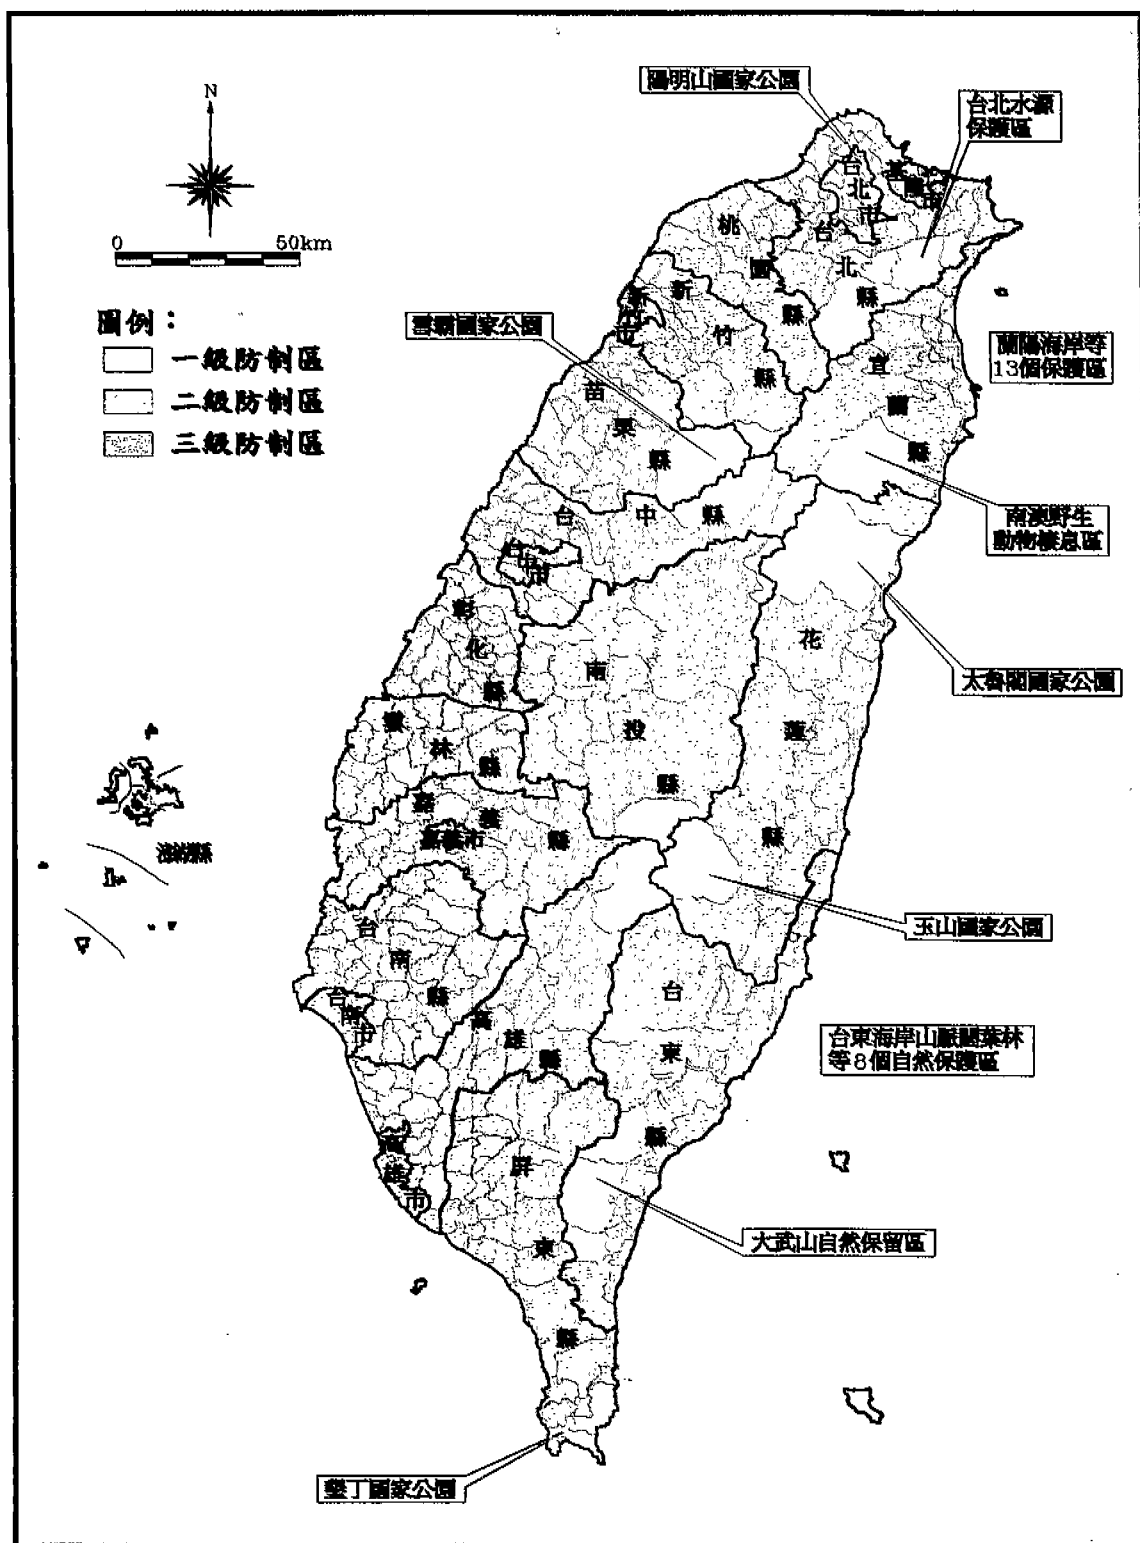 陽明山國家公園
台北水源
保護區
N
0 50km
圖例：
一級防制區
二級防制區
三級防制區
雪霸國家公園
蘭陽海岸等
13個保護區
南澳野生
動物棲息區
太魯閣國家公園
玉山國家公園
台東海岸山脈闊葉林
等8個自然保護區
大武山自然保留區
墾丁國家公園
台北市
基隆市
台北縣
桃園縣
新竹市
新竹縣
苗栗縣
宜蘭縣
台中縣
台中市
彰化縣
南投縣
花蓮縣
雲林縣
嘉義縣
嘉義市
澎湖縣
台南縣
台南市
高雄縣
台東縣
高雄市
屏東縣